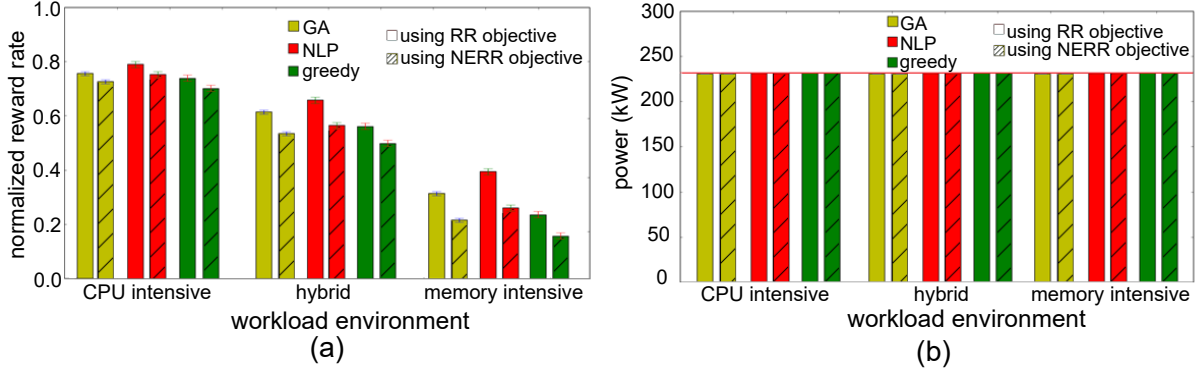 1.0
0.8
0.6
0.4
0.2
0.0
normalized reward rate
GA
NLP
greedy
using RR objective
using NERR objective
CPU intensive
hybrid
memory intensive
workload environment
(a)
300
250
200
150
100
50
0
power (kW)
GA
NLP
greedy
using RR objective
using NERR objective
CPU intensive
hybrid
memory intensive
workload environment
(b)